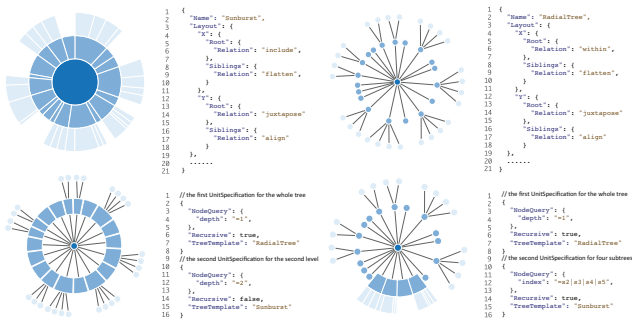 1 {
2 "Name": "Sunburst",
3 "Layout": {
4 "X": {
5 "Root": {
6 "Relation": "include",
7 },
8 "Siblings": {
9 "Relation": "flatten",
10 }
11 },
12 "Y": {
13 "Root": {
14 "Relation": "juxtapose"
15 "Siblings": {
16 "Relation": "align"
17 }
18 }
19 },
20 ......
21 }
1 {
2 "Name": "RadialTree",
3 "Layout": {
4 "X": {
5 "Root": {
6 "Relation": "within",
7 },
8 "Siblings": {
9 "Relation": "flatten",
10 }
11 },
12 "Y": {
13 "Root": {
14 "Relation": "juxtapose"
15 "Siblings": {
16 "Relation": "align"
17 }
18 }
19 },
20 ......
21 }
1 // the first UnitSpecification for the whole tree
2 {
3 "NodeQuery": {
4 "depth": "=1",
5 },
6 "Recursive": true,
7 "TreeTemplate": "RadialTree"
8 }
9 // the second UnitSpecification for the second level
10 {
11 "NodeQuery": {
12 "depth": "=2",
13 },
14 "Recursive": false,
15 "TreeTemplate": "Sunburst"
16 }
1 // the first UnitSpecification for the whole tree
2 {
3 "NodeQuery": {
4 "depth": "=1",
5 },
6 "Recursive": true,
7 "TreeTemplate": "RadialTree"
8 }
9 // the second UnitSpecification for four subtrees
10 {
11 "NodeQuery": {
12 "index": "=s2|s3|s4|s5",
13 },
14 "Recursive": true,
15 "TreeTemplate": "Sunburst"
16 }